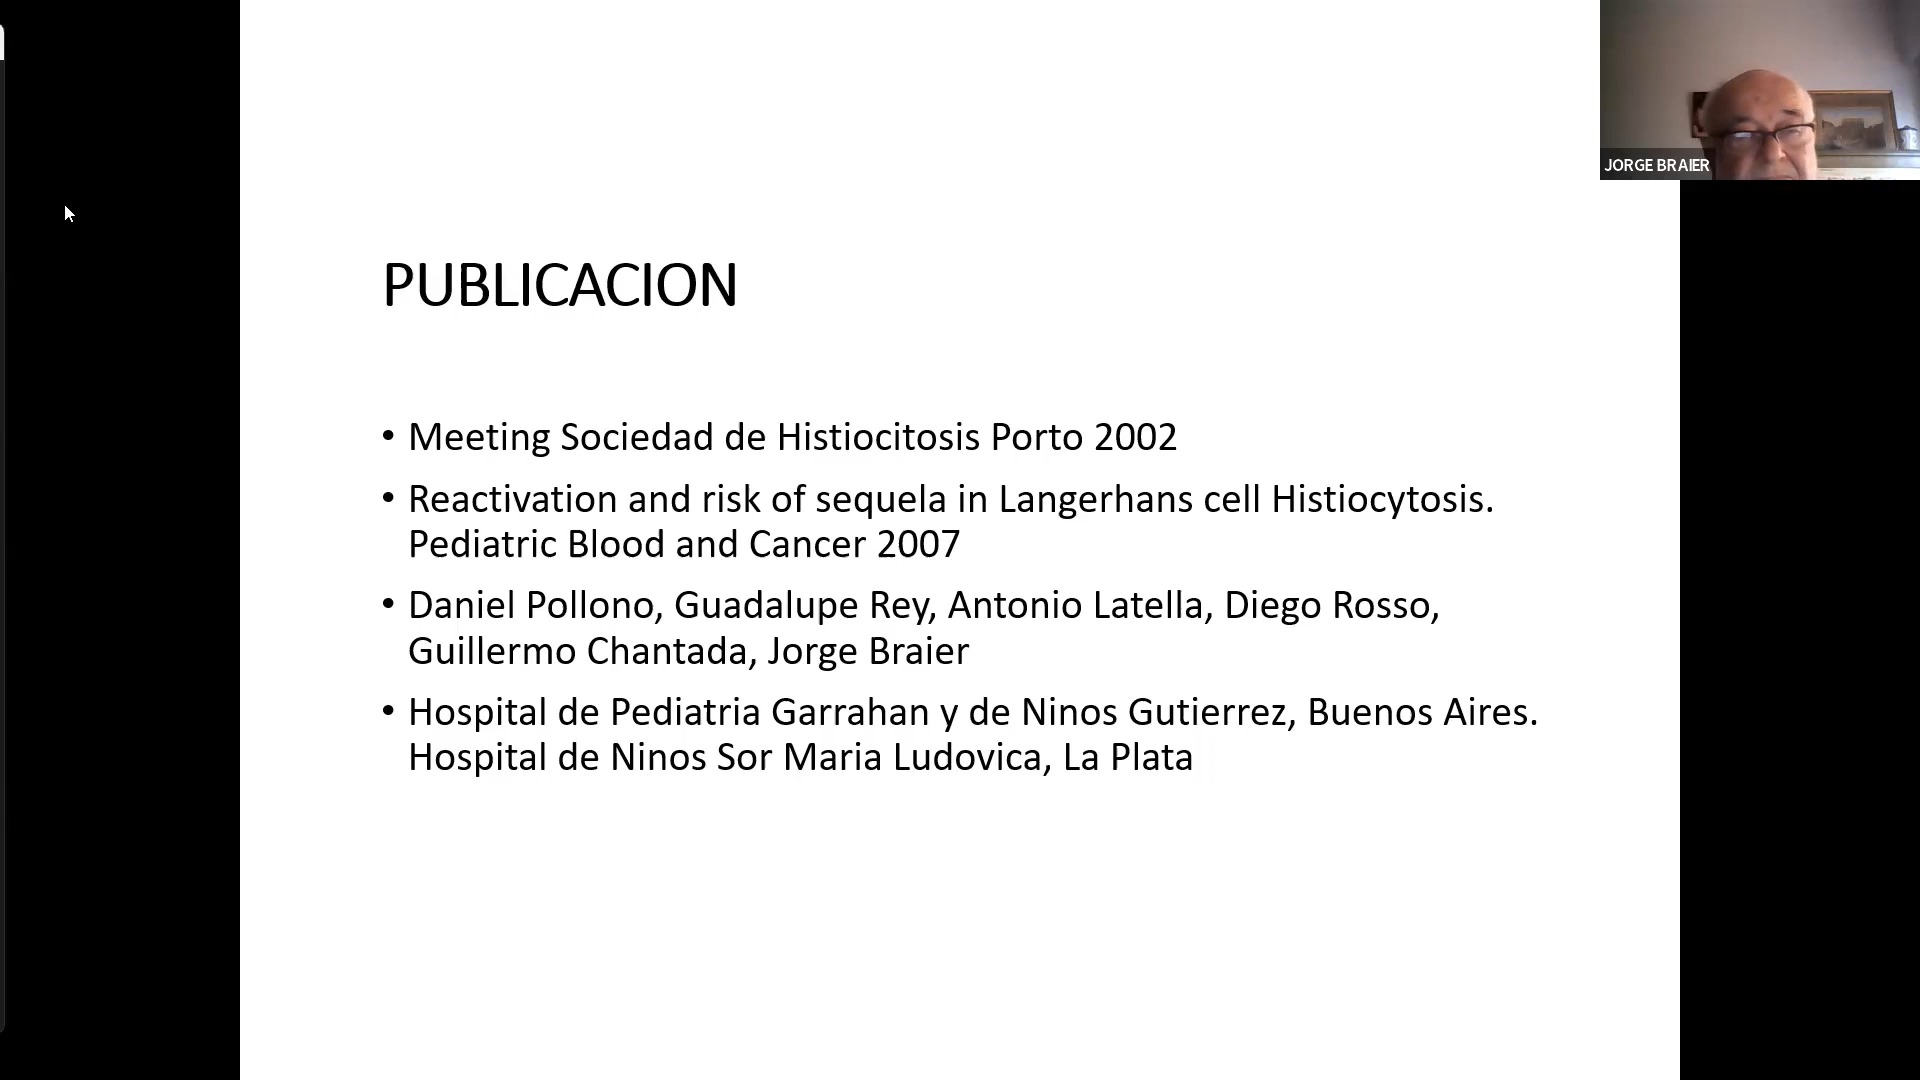 JORGE BRAIER
PUBLICACION
• Meeting Sociedad de Histiocitosis Porto 2002
• Reactivation and risk of sequela in Langerhans cell Histiocytosis.
Pediatric Blood and Cancer 2007
• Daniel Pollono, Guadalupe Rey, Antonio Latella, Diego Rosso,
Guillermo Chantada, Jorge Braier
• Hospital de Pediatria Garrahan y de Ninos Gutierrez, Buenos Aires.
Hospital de Ninos Sor Maria Ludovica, La Plata